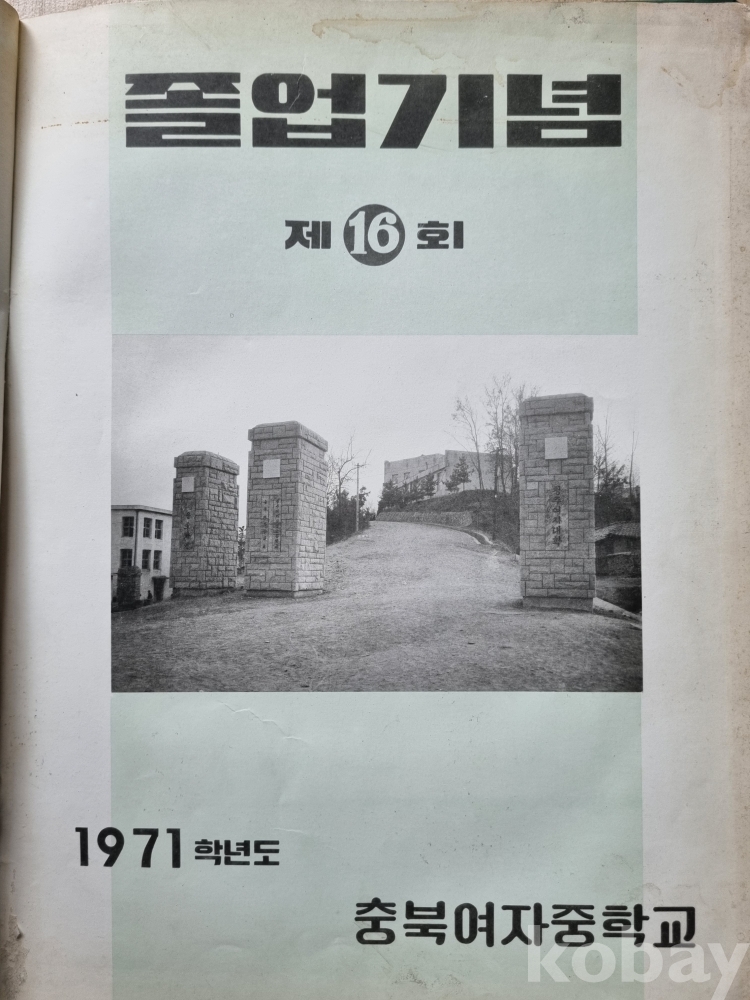 졸업기념
제 16 회
1971 학년도
충북여자중학교
kobay